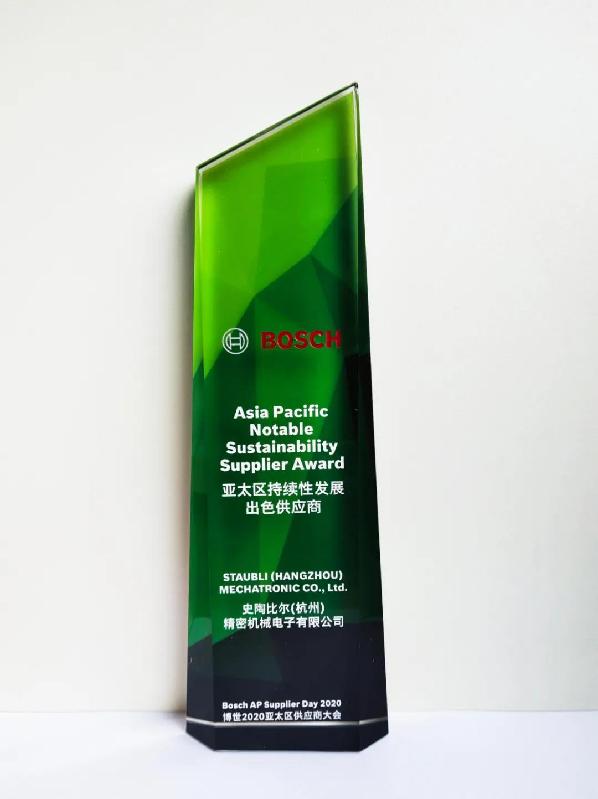 BOSCH
Asia Pacific
Notable
Sustainability
Supplier Award
亚太区持续性发展
出色供应商
STAUBLI (HANGZHOU)
MECHATRONIC CO., Ltd.
史陶比尔(杭州)
精密机械电子有限公司
Bosch AP Supplier Day 2020
博世2020亚太区供应商大会